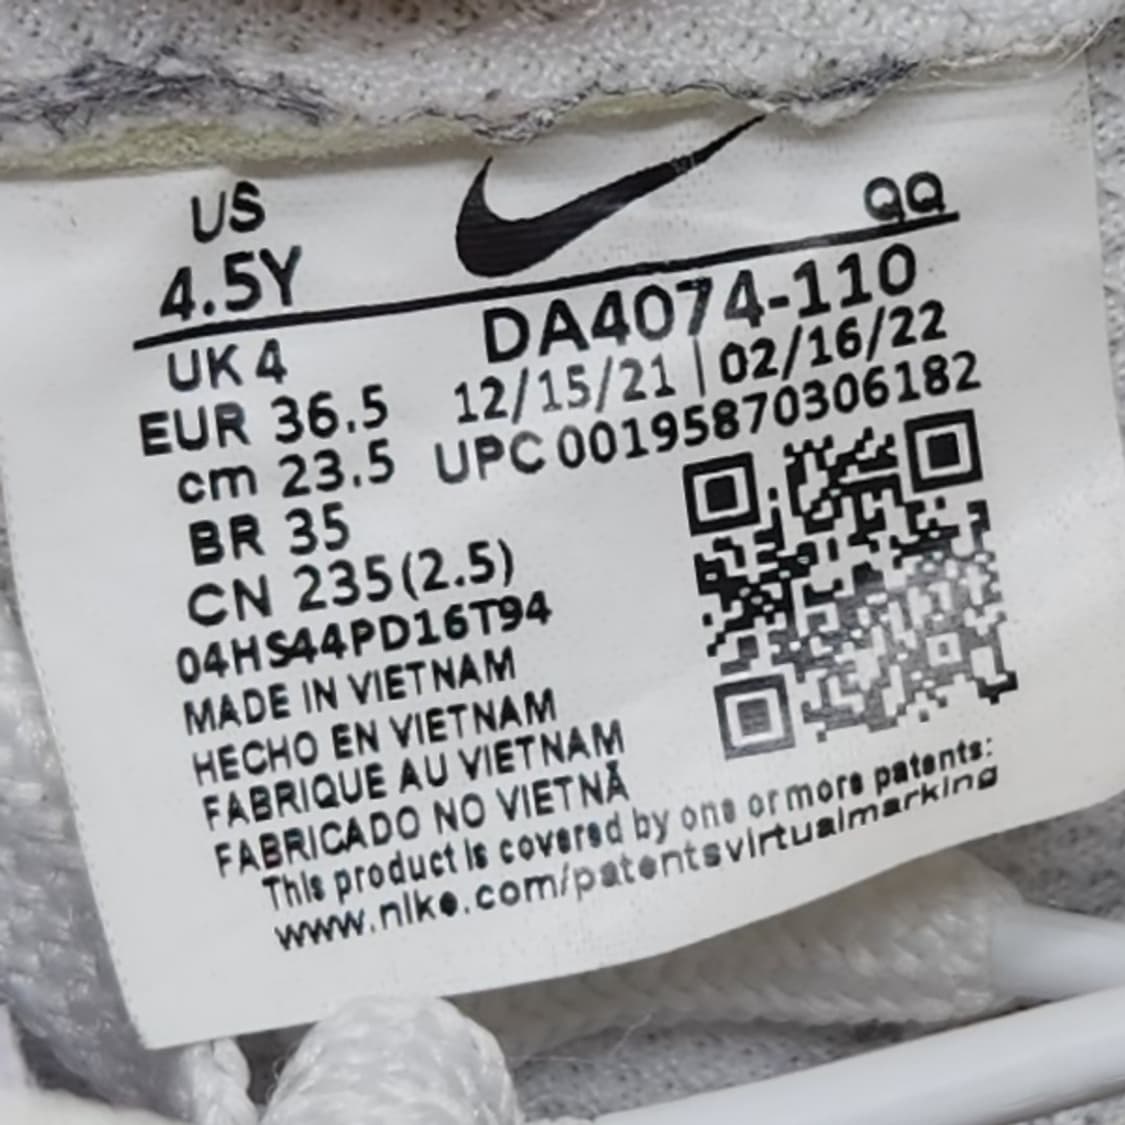 US
4.5Y
QQ
UK 4
DA4074-110
EUR 36.5
12/15/21 | 02/16/22
cm 23.5
UPC 00195870306182
BR 35
CN 235(2.5)
04HS44PD16T94
MADE IN VIETNAM
HECHO EN VIETNAM
FABRIQUE AU VIETNAM
FABRICADO NO VIETNÃ
This product is covered by one or more patents:
www.nike.com/patentsvirtualmarking